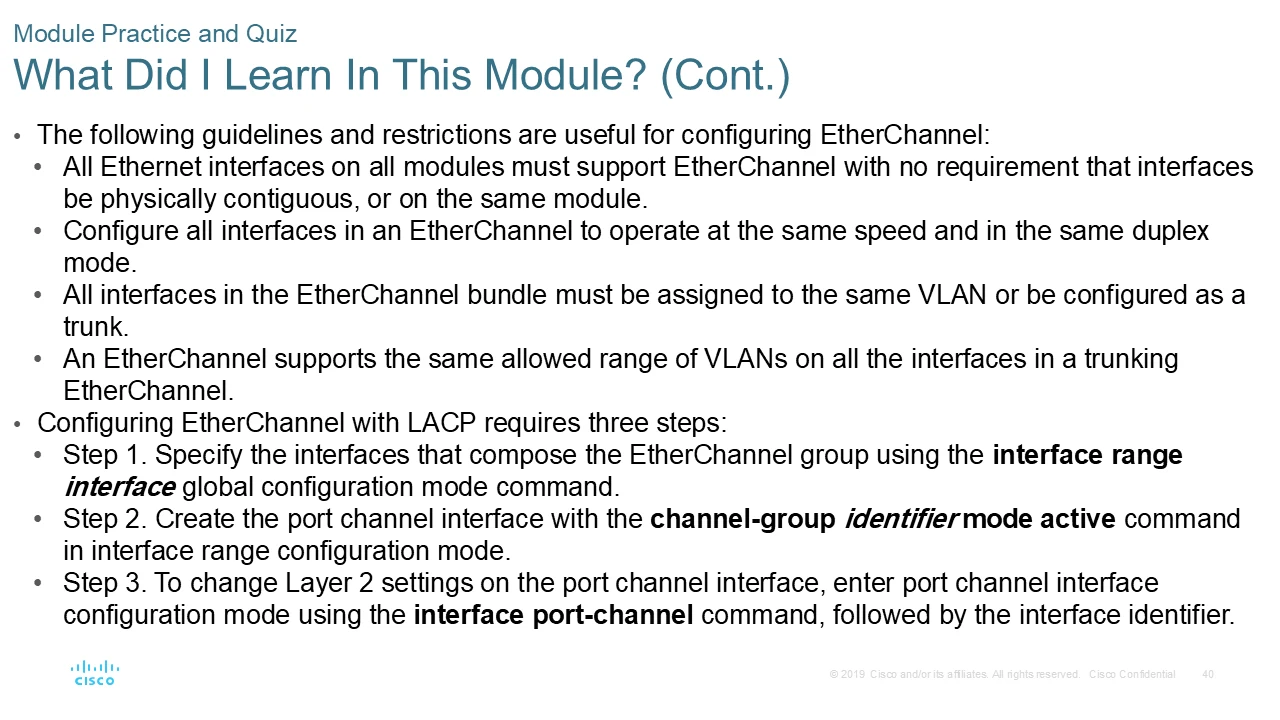 Module Practice and Quiz
What Did I Learn In This Module? (Cont.)
• The following guidelines and restrictions are useful for configuring EtherChannel:
• All Ethernet interfaces on all modules must support EtherChannel with no requirement that interfaces
be physically contiguous, or on the same module.
• Configure all interfaces in an EtherChannel to operate at the same speed and in the same duplex
mode.
• All interfaces in the EtherChannel bundle must be assigned to the same VLAN or be configured as a
trunk.
• An EtherChannel supports the same allowed range of VLANs on all the interfaces in a trunking
EtherChannel.
• Configuring EtherChannel with LACP requires three steps:
• Step 1. Specify the interfaces that compose the EtherChannel group using the interface range
interface global configuration mode command.
• Step 2. Create the port channel interface with the channel-group identifier mode active command
in interface range configuration mode.
• Step 3. To change Layer 2 settings on the port channel interface, enter port channel interface
configuration mode using the interface port-channel command, followed by the interface identifier.
cisco
© 2019 Cisco and/or its affiliates. All rights reserved. Cisco Confidential 40